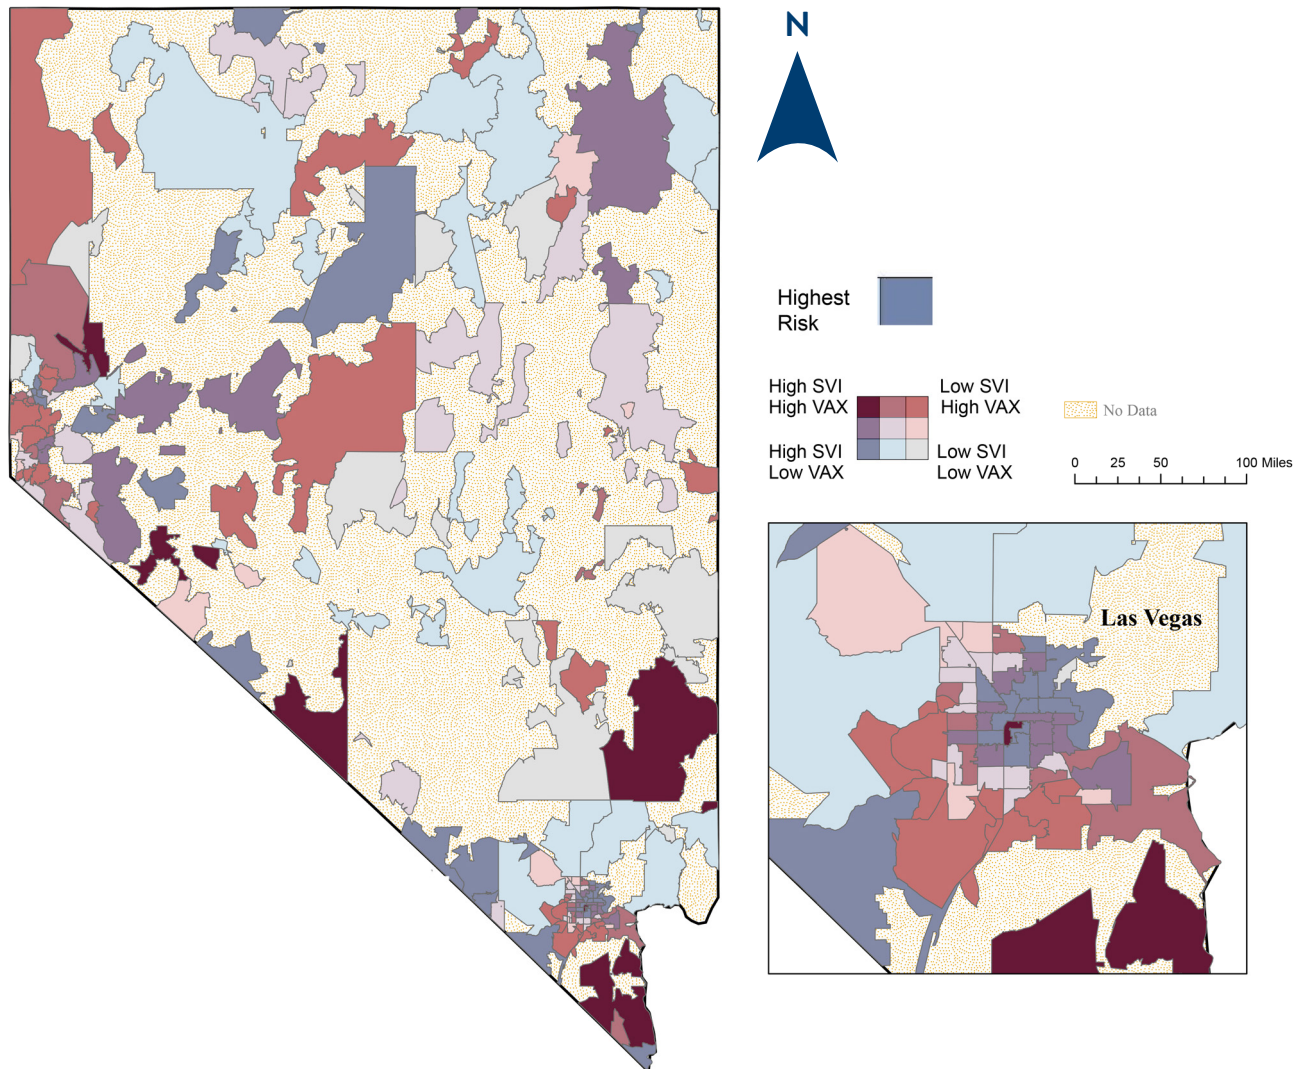 N
Highest
Risk
High SVI
High VAX
Low SVI
High VAX
High SVI
Low VAX
Low SVI
Low VAX
No Data
0 25 50 100 Miles
Las Vegas